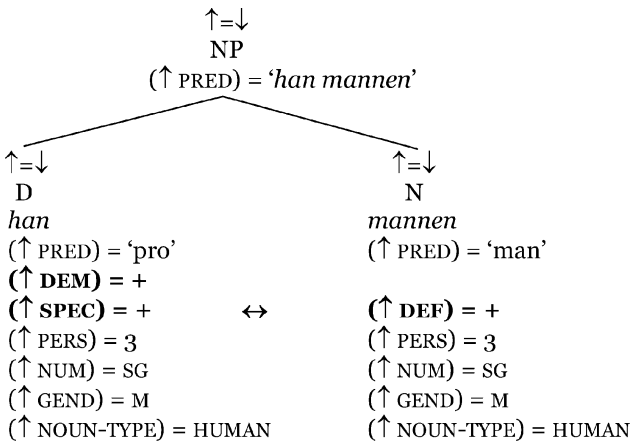 ↑=↓
NP
(↑ PRED) = ‘han mannen’
↑=↓ ↑=↓
D N
han mannen
(↑ PRED) = ‘pro’ (↑ PRED) = ‘man’
(↑ DEM) = +
(↑ SPEC) = + ↔ (↑ DEF) = +
(↑ PERS) = 3 (↑ PERS) = 3
(↑ NUM) = SG (↑ NUM) = SG
(↑ GEND) = M (↑ GEND) = M
(↑ NOUN-TYPE) = HUMAN (↑ NOUN-TYPE) = HUMAN